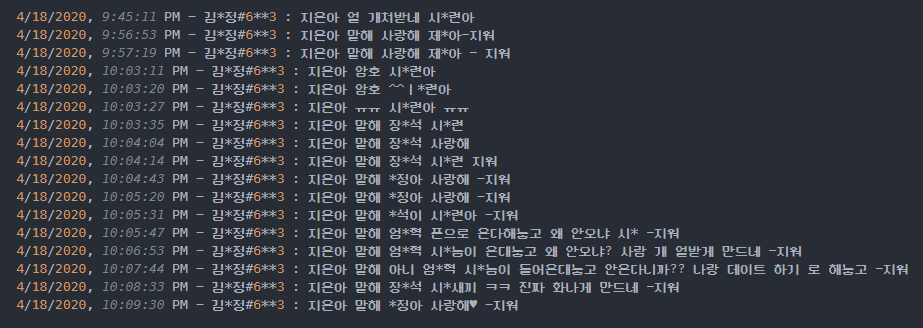 4/18/2020, 9:45:11 PM - 김*정#6**3 : 지은아 얼 개처받네 시*련아
4/18/2020, 9:56:53 PM - 김*정#6**3 : 지은아 말해 사랑해 제*아-지워
4/18/2020, 9:57:19 PM - 김*정#6**3 : 지은아 말해 사랑해 제*아 - 지워
4/18/2020, 10:03:11 PM - 김*정#6**3 : 지은아 암호 시*련아
4/18/2020, 10:03:20 PM - 김*정#6**3 : 지은아 암호 ^^ㅣ*련아
4/18/2020, 10:03:27 PM - 김*정#6**3 : 지은아 ㅠㅠ 시*련아 ㅠㅠ
4/18/2020, 10:03:35 PM - 김*정#6**3 : 지은아 말해 장*석 시*련
4/18/2020, 10:04:04 PM - 김*정#6**3 : 지은아 말해 장*석 사랑해
4/18/2020, 10:04:14 PM - 김*정#6**3 : 지은아 말해 장*석 시*련 지워
4/18/2020, 10:04:43 PM - 김*정#6**3 : 지은아 말해 *정아 사랑해 -지워
4/18/2020, 10:05:20 PM - 김*정#6**3 : 지은아 말해 *정아 사랑해 -지워
4/18/2020, 10:05:31 PM - 김*정#6**3 : 지은아 말해 *석이 시*련아 -지워
4/18/2020, 10:05:47 PM - 김*정#6**3 : 지은아 말해 엄*혁 폰으로 온다해놓고 왜 안오냐 시* -지워
4/18/2020, 10:06:53 PM - 김*정#6**3 : 지은아 말해 엄*혁 시*놈이 온대놓고 왜 안오냐? 사람 개 열받게 만드네 -지워
4/18/2020, 10:07:44 PM - 김*정#6**3 : 지은아 말해 아니 엄*혁 시*놈이 들어온대놓고 안온다니까?? 나랑 데이트 하기 로 해놓고 -지워
4/18/2020, 10:08:33 PM - 김*정#6**3 : 지은아 말해 장*석 시*새끼 ㅋㅋ 진짜 화나게 만드네 -지워
4/18/2020, 10:09:30 PM - 김*정#6**3 : 지은아 말해 *정아 사랑해♥ -지워